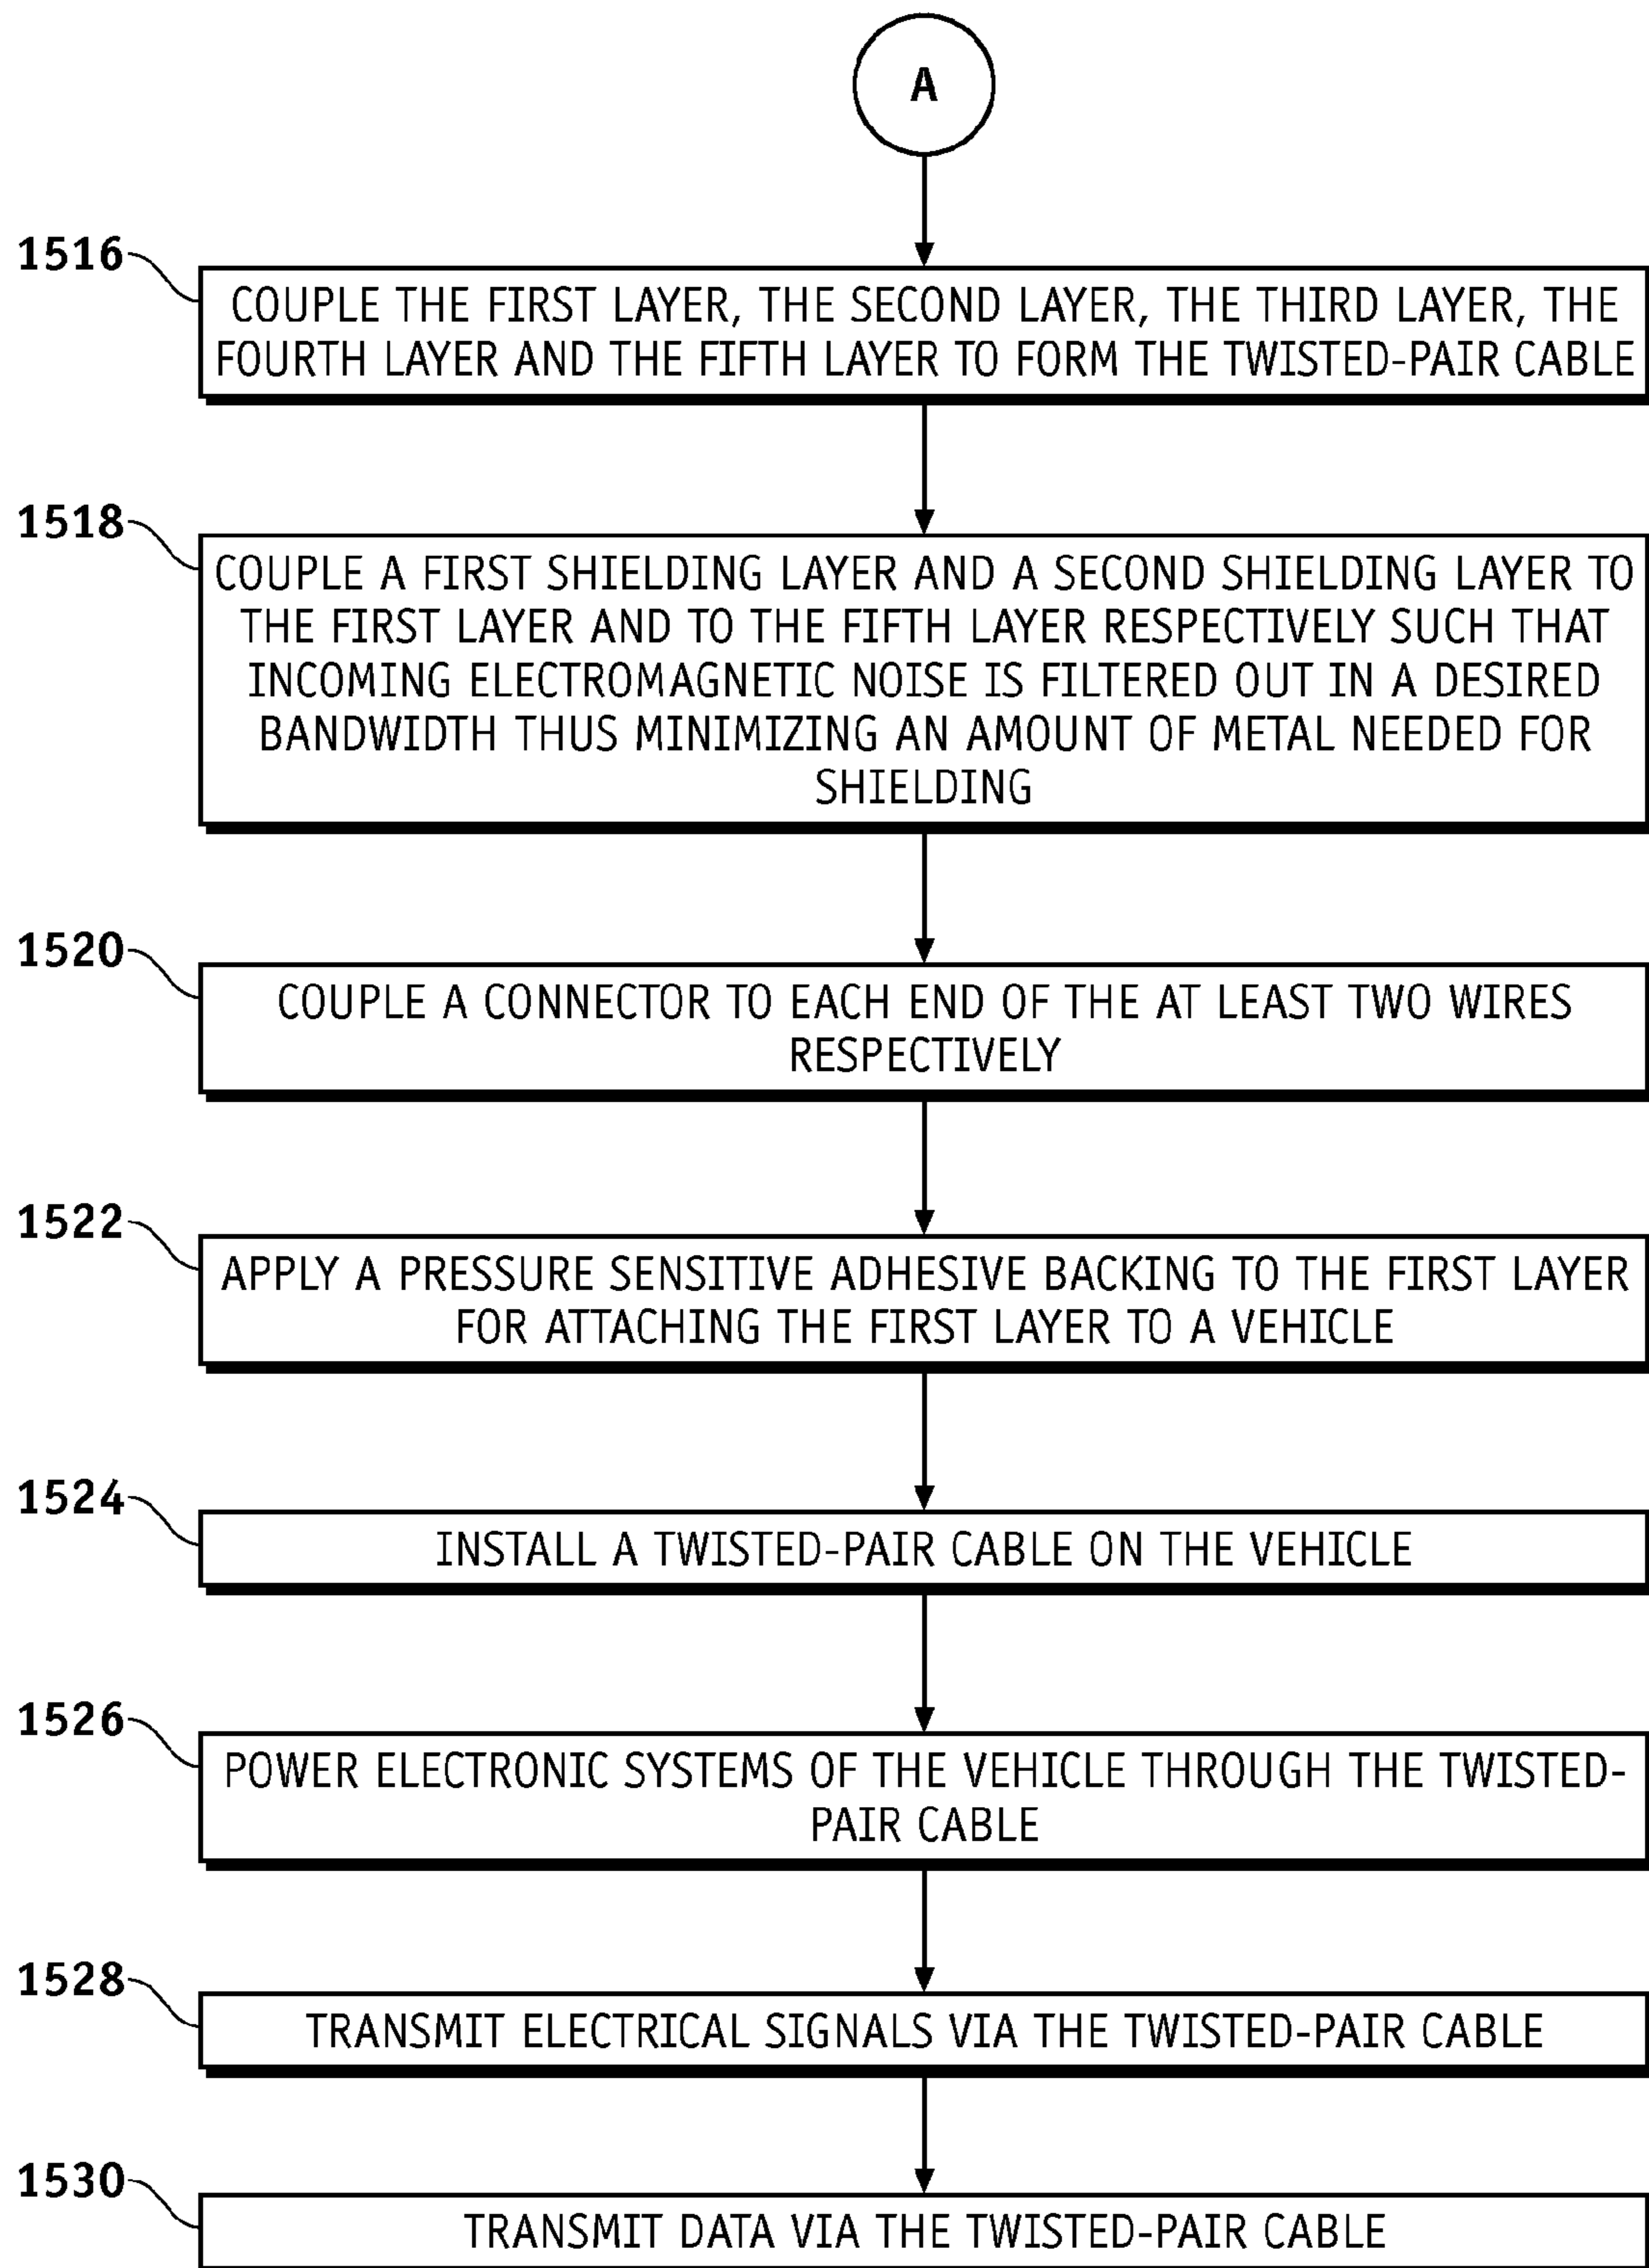 A
1516
COUPLE THE FIRST LAYER, THE SECOND LAYER, THE THIRD LAYER, THE
FOURTH LAYER AND THE FIFTH LAYER TO FORM THE TWISTED-PAIR CABLE
1518
COUPLE A FIRST SHIELDING LAYER AND A SECOND SHIELDING LAYER TO
THE FIRST LAYER AND TO THE FIFTH LAYER RESPECTIVELY SUCH THAT
INCOMING ELECTROMAGNETIC NOISE IS FILTERED OUT IN A DESIRED
BANDWIDTH THUS MINIMIZING AN AMOUNT OF METAL NEEDED FOR
SHIELDING
1520
COUPLE A CONNECTOR TO EACH END OF THE AT LEAST TWO WIRES
RESPECTIVELY
1522
APPLY A PRESSURE SENSITIVE ADHESIVE BACKING TO THE FIRST LAYER
FOR ATTACHING THE FIRST LAYER TO A VEHICLE
1524
INSTALL A TWISTED-PAIR CABLE ON THE VEHICLE
1526
POWER ELECTRONIC SYSTEMS OF THE VEHICLE THROUGH THE TWISTED-
PAIR CABLE
1528
TRANSMIT ELECTRICAL SIGNALS VIA THE TWISTED-PAIR CABLE
1530
TRANSMIT DATA VIA THE TWISTED-PAIR CABLE